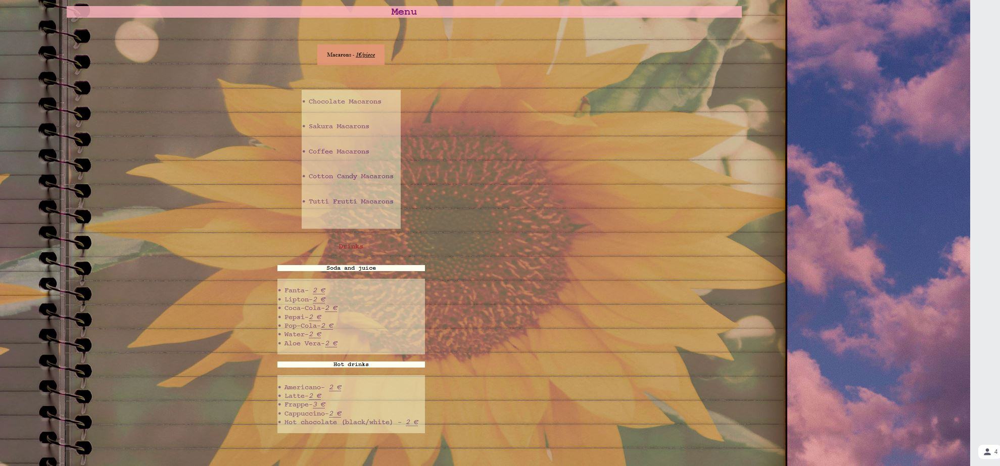 Menu
Macarons - 1€/piece
• Chocolate Macarons
• Sakura Macarons
• Coffee Macarons
• Cotton Candy Macarons
• Tutti Frutti Macarons
Drinks
Soda and juice
• Fanta- 2 €
• Lipton-2 €
• Coca-Cola-2 €
• Pepsi-2 €
• Pop-Cola-2 €
• Water-2 €
• Aloe Vera-2 €
Hot drinks
• Americano- 2 €
• Latte-2 €
• Frappe-3 €
• Cappuccino-2 €
• Hot chocolate (black/white) - 2 €
4